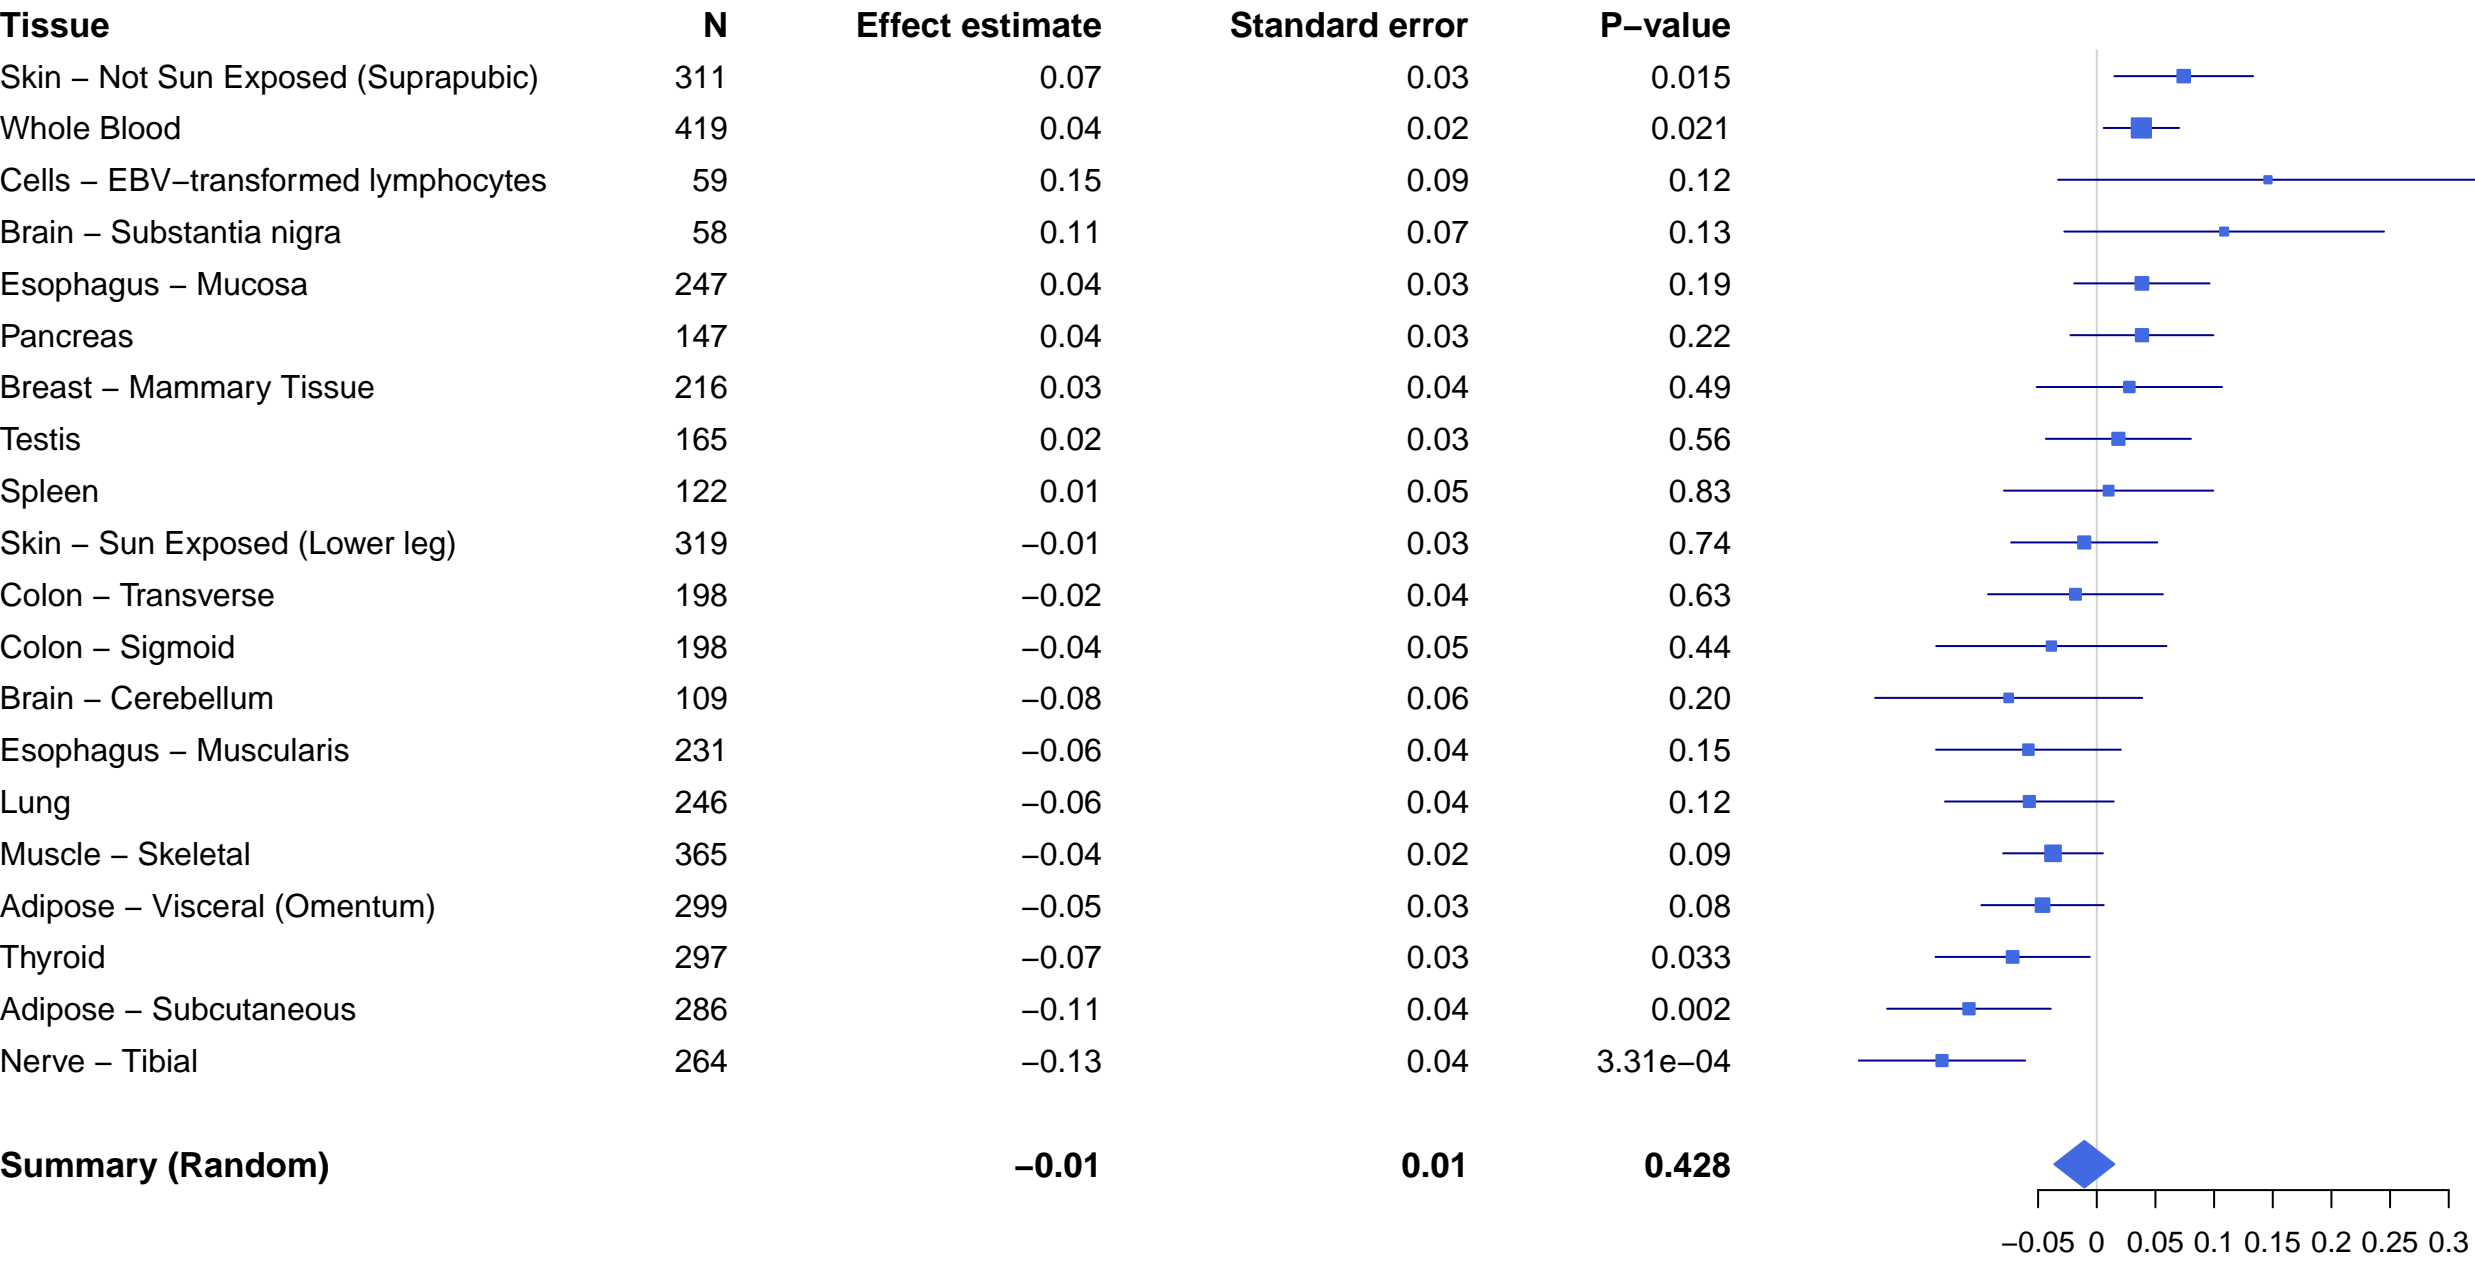 Tissue N Effect estimate Standard error P−value
Skin − Not Sun Exposed (Suprapubic) 311 0.07 0.03 0.015
Whole Blood 419 0.04 0.02 0.021
Cells − EBV−transformed lymphocytes 59 0.15 0.09 0.12
Brain − Substantia nigra 58 0.11 0.07 0.13
Esophagus − Mucosa 247 0.04 0.03 0.19
Pancreas 147 0.04 0.03 0.22
Breast − Mammary Tissue 216 0.03 0.04 0.49
Testis 165 0.02 0.03 0.56
Spleen 122 0.01 0.05 0.83
Skin − Sun Exposed (Lower leg) 319 −0.01 0.03 0.74
Colon − Transverse 198 −0.02 0.04 0.63
Colon − Sigmoid 198 −0.04 0.05 0.44
Brain − Cerebellum 109 −0.08 0.06 0.20
Esophagus − Muscularis 231 −0.06 0.04 0.15
Lung 246 −0.06 0.04 0.12
Muscle − Skeletal 365 −0.04 0.02 0.09
Adipose − Visceral (Omentum) 299 −0.05 0.03 0.08
Thyroid 297 −0.07 0.03 0.033
Adipose − Subcutaneous 286 −0.11 0.04 0.002
Nerve − Tibial 264 −0.13 0.04 3.31e−04
Summary (Random) −0.01 0.01 0.428
−0.05 0 0.05 0.1 0.15 0.2 0.25 0.3